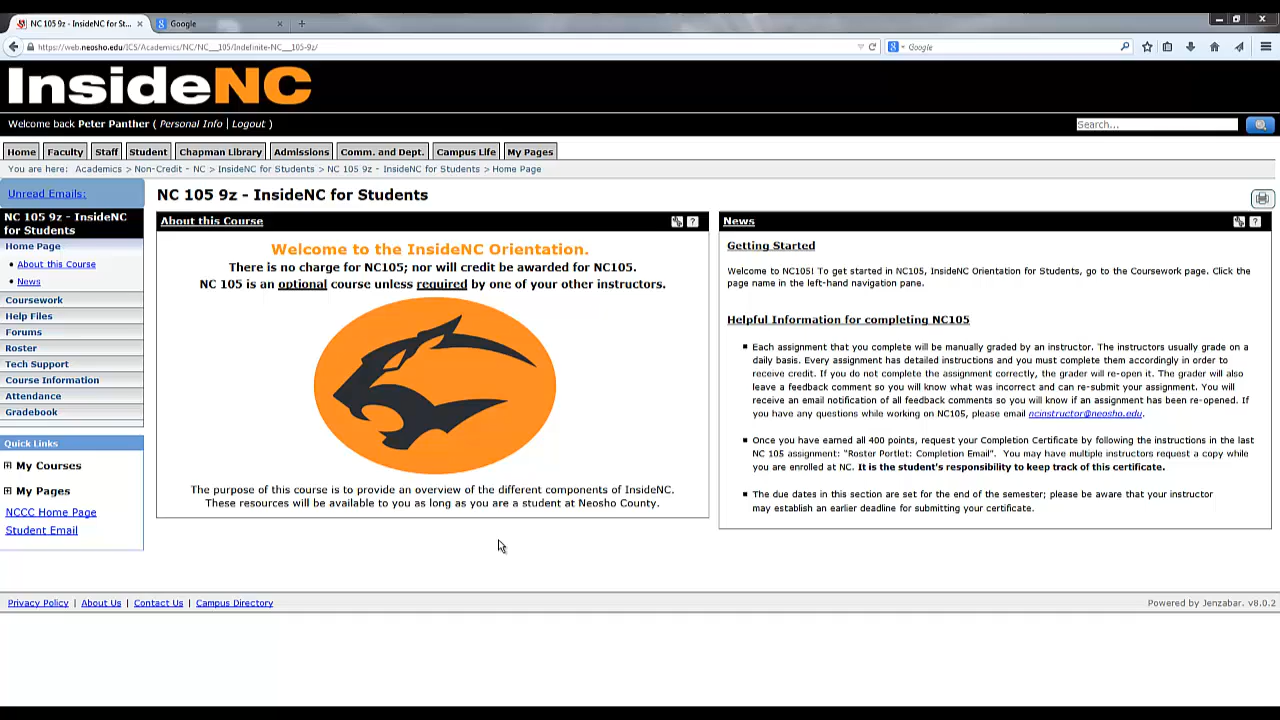 NC 105 9z - InsideNC for St...
Google
https://web.neosho.edu/ICS/Academics/NC/NC__105/Indefinite-NC__105-9z/
Google
InsideNC
Welcome back Peter Panther ( Personal Info | Logout )
Search...
Home Faculty Staff Student Chapman Library Admissions Comm. and Dept. Campus Life My Pages
You are here: Academics > Non-Credit - NC > InsideNC for Students > NC 105 9z - InsideNC for Students > Home Page
Unread Emails:
NC 105 9z - InsideNC
for Students
Home Page
• About this Course
• News
Coursework
Help Files
Forums
Roster
Tech Support
Course Information
Attendance
Gradebook
Quick Links
My Courses
My Pages
NCCC Home Page
Student Email
NC 105 9z - InsideNC for Students
About this Course
?
Welcome to the InsideNC Orientation.
There is no charge for NC105; nor will credit be awarded for NC105.
NC 105 is an optional course unless required by one of your other instructors.
The purpose of this course is to provide an overview of the different components of InsideNC.
These resources will be available to you as long as you are a student at Neosho County.
News
?
Getting Started
Welcome to NC105! To get started in NC105, InsideNC Orientation for Students, go to the Coursework page. Click the
page name in the left-hand navigation pane.
Helpful Information for completing NC105
Each assignment that you complete will be manually graded by an instructor. The instructors usually grade on a
daily basis. Every assignment has detailed instructions and you must complete them accordingly in order to
receive credit. If you do not complete the assignment correctly, the grader will re-open it. The grader will also
leave a feedback comment so you will know what was incorrect and can re-submit your assignment. You will
receive an email notification of all feedback comments so you will know if an assignment has been re-opened. If
you have any questions while working on NC105, please email ncinstructor@neosho.edu.
Once you have earned all 400 points, request your Completion Certificate by following the instructions in the last
NC 105 assignment: "Roster Portlet: Completion Email". You may have multiple instructors request a copy while
you are enrolled at NC. It is the student's responsibility to keep track of this certificate.
The due dates in this section are set for the end of the semester; please be aware that your instructor
may establish an earlier deadline for submitting your certificate.
Privacy Policy | About Us | Contact Us | Campus Directory
Powered by Jenzabar. v8.0.2